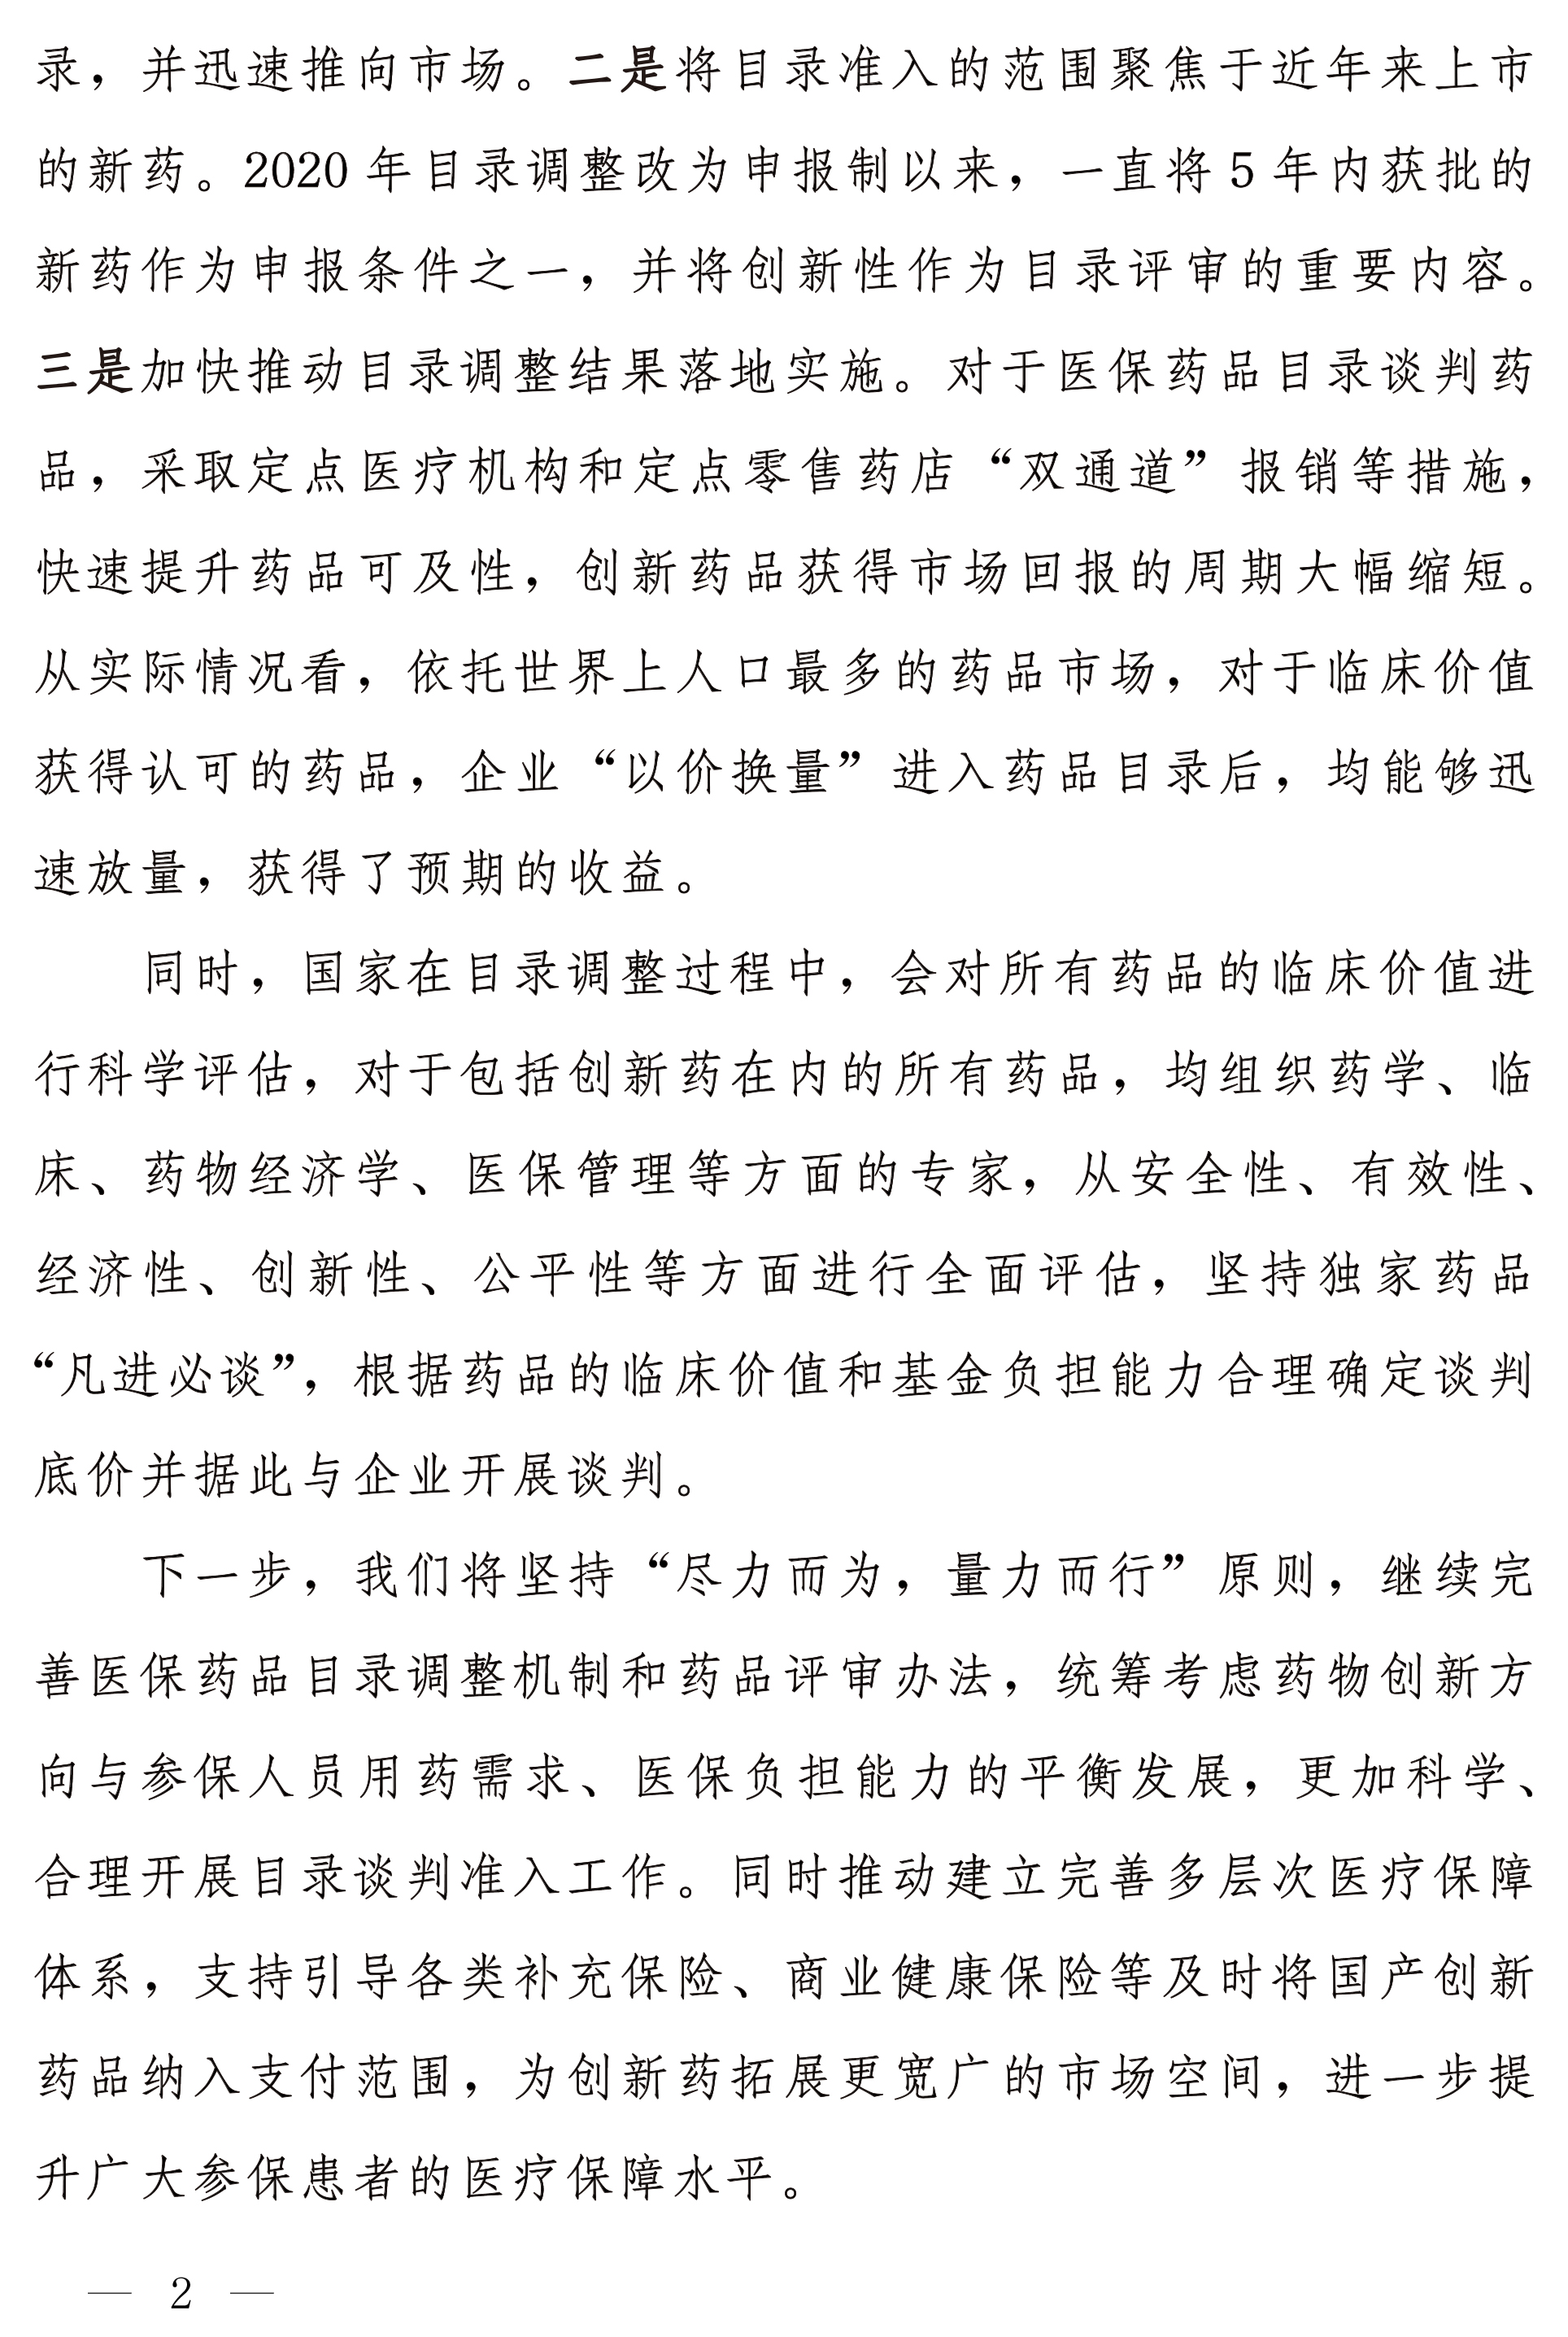 录，并迅速推向市场。二是将目录准入的范围聚焦于近年来上市
的新药。2020 年目录调整改为申报制以来，一直将 5 年内获批的
新药作为申报条件之一，并将创新性作为目录评审的重要内容。
三是加快推动目录调整结果落地实施。对于医保药品目录谈判药
品，采取定点医疗机构和定点零售药店“双通道”报销等措施，
快速提升药品可及性，创新药品获得市场回报的周期大幅缩短。
从实际情况看，依托世界上人口最多的药品市场，对于临床价值
获得认可的药品，企业“以价换量”进入药品目录后，均能够迅
速放量，获得了预期的收益。
同时，国家在目录调整过程中，会对所有药品的临床价值进
行科学评估，对于包括创新药在内的所有药品，均组织药学、临
床、药物经济学、医保管理等方面的专家，从安全性、有效性、
经济性、创新性、公平性等方面进行全面评估，坚持独家药品
“凡进必谈”，根据药品的临床价值和基金负担能力合理确定谈判
底价并据此与企业开展谈判。
下一步，我们将坚持“尽力而为，量力而行”原则，继续完
善医保药品目录调整机制和药品评审办法，统筹考虑药物创新方
向与参保人员用药需求、医保负担能力的平衡发展，更加科学、
合理开展目录谈判准入工作。同时推动建立完善多层次医疗保障
体系，支持引导各类补充保险、商业健康保险等及时将国产创新
药品纳入支付范围，为创新药拓展更宽广的市场空间，进一步提
升广大参保患者的医疗保障水平。
— 2 —